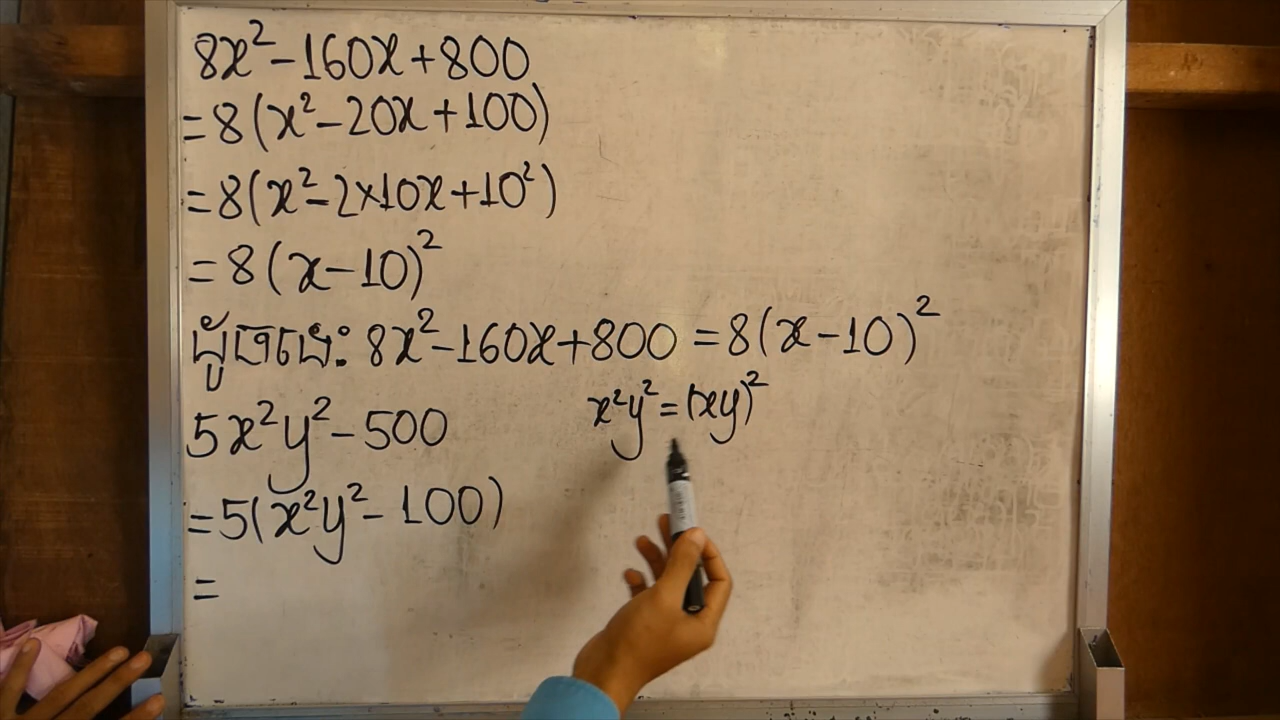 8x² – 160x + 800
= 8(x² – 20x + 100)
= 8(x² – 2×10x + 10²)
= 8(x – 10)²
ដូចនេះ: 8x² – 160x + 800 = 8(x – 10)²
5x²y² – 500
x²y² = (xy)²
= 5(x²y² – 100)
=